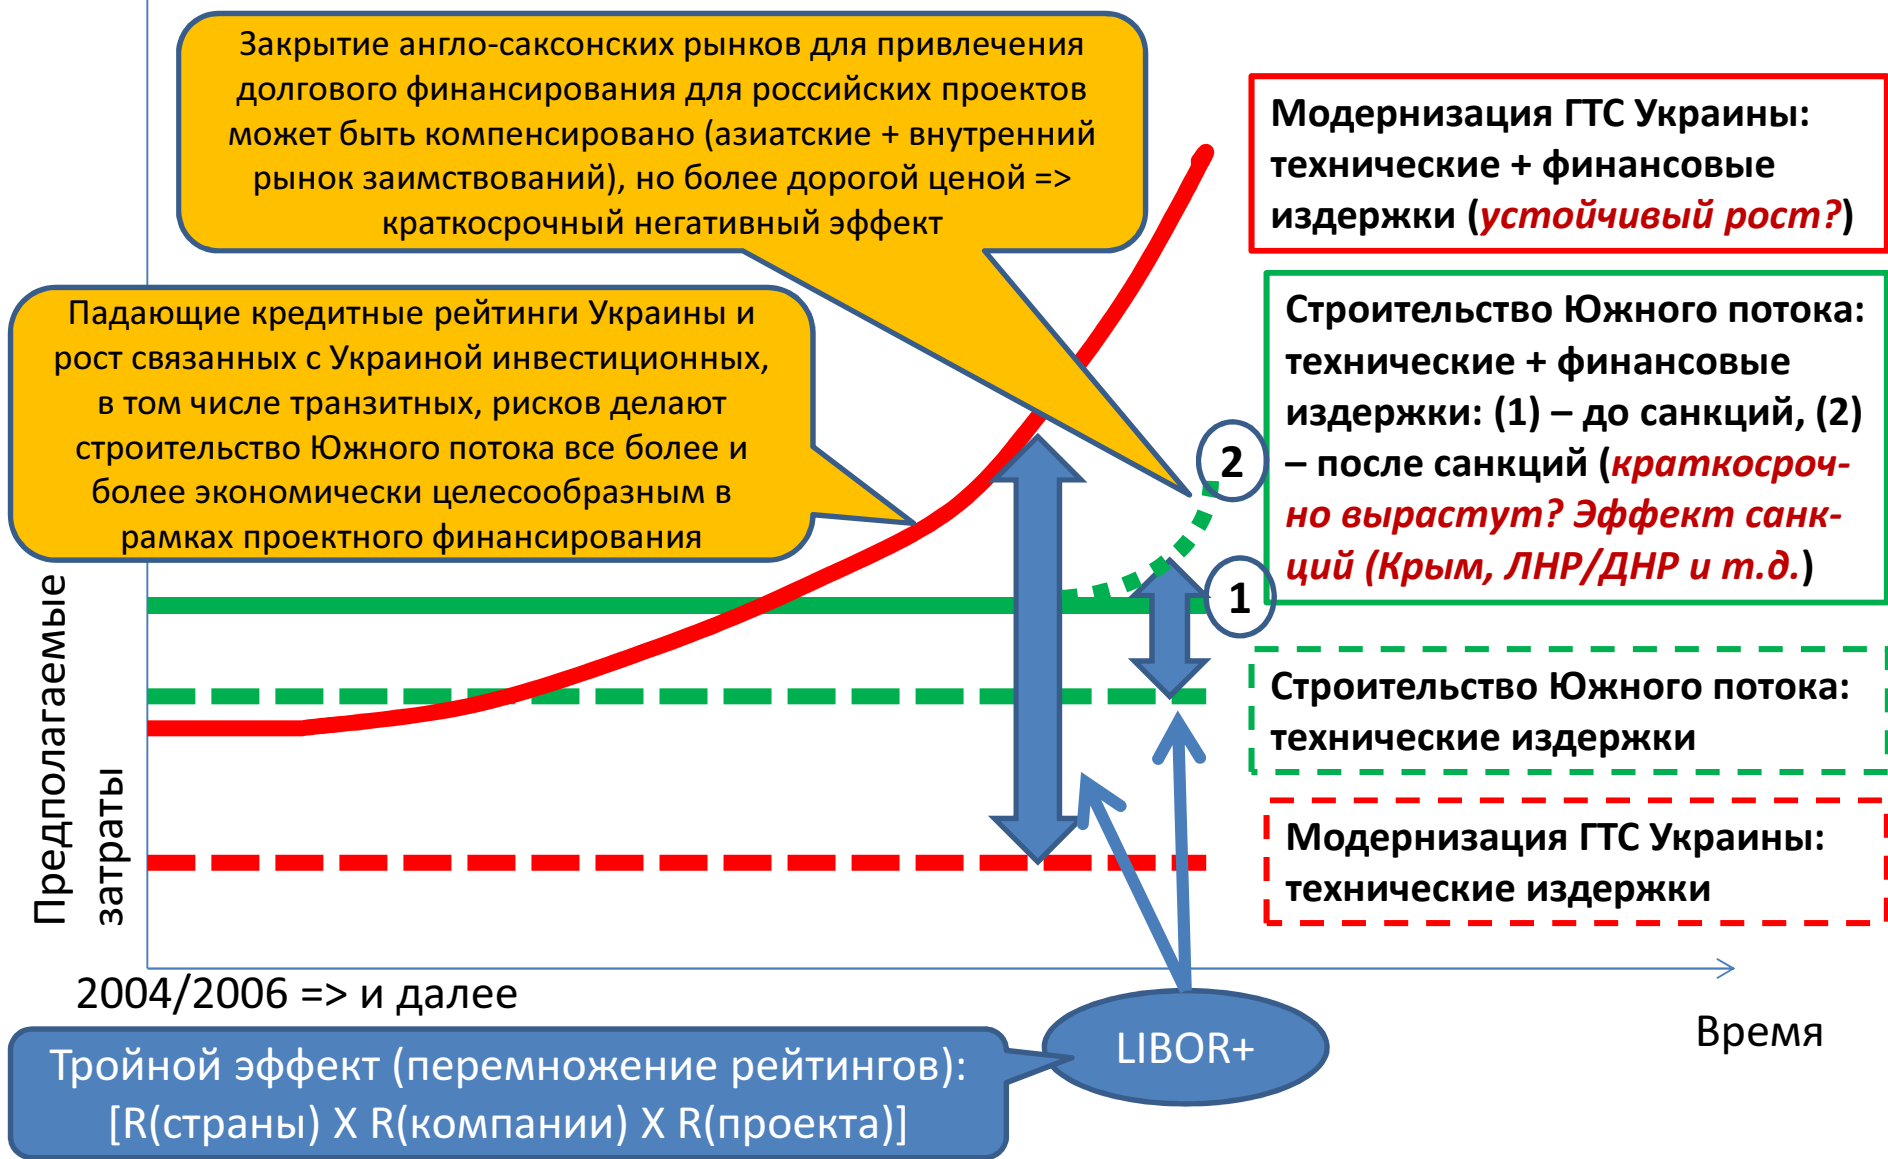 Закрытие англо-саксонских рынков для привлечения
долгового финансирования для российских проектов
может быть компенсировано (азиатские + внутренний
рынок заимствований), но более дорогой ценой =>
краткосрочный негативный эффект
Модернизация ГТС Украины:
технические + финансовые
издержки (устойчивый рост?)
Падающие кредитные рейтинги Украины и
рост связанных с Украиной инвестиционных,
в том числе транзитных, рисков делают
строительство Южного потока все более и
более экономически целесообразным в
рамках проектного финансирования
Строительство Южного потока:
технические + финансовые
издержки: (1) – до санкций, (2)
– после санкций (краткосроч-
но вырастут? Эффект санк-
ций (Крым, ЛНР/ДНР и т.д.)
2
1
Предполагаемые
затраты
Строительство Южного потока:
технические издержки
Модернизация ГТС Украины:
технические издержки
2004/2006 => и далее
Время
LIBOR+
Тройной эффект (перемножение рейтингов):
[R(страны) X R(компании) X R(проекта)]